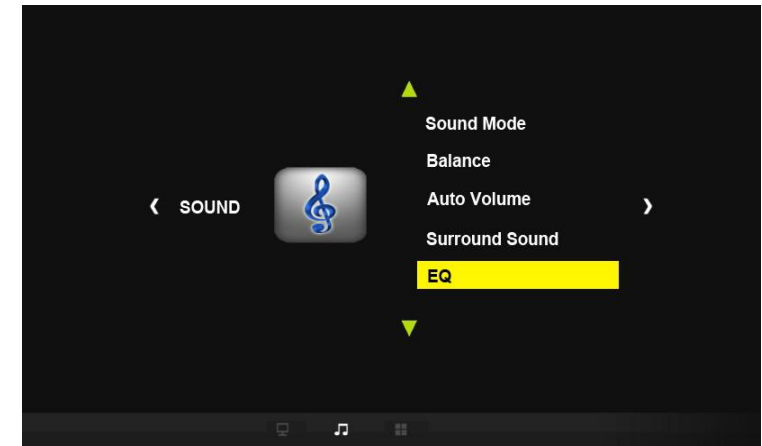 SOUND
Sound Mode
Balance
Auto Volume
Surround Sound
EQ